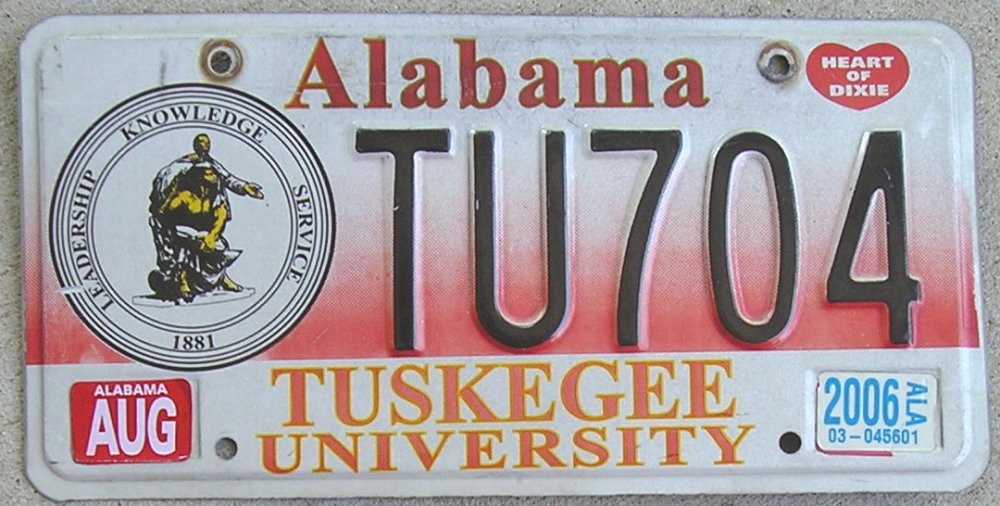 Alabama
HEART
OF
DIXIE
LEADERSHIP KNOWLEDGE SERVICE
1881
TU704
TUSKEGEE
UNIVERSITY
ALABAMA
AUG
2006 ALA
03-045601